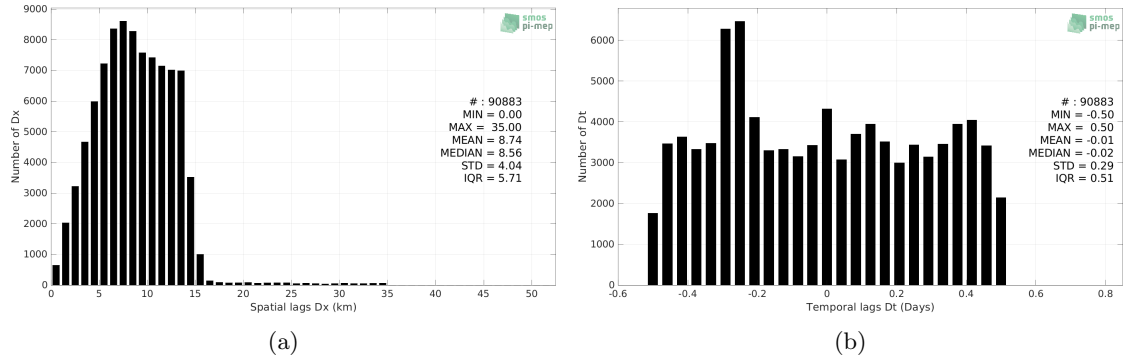 9000
8000
7000
6000
5000
4000
3000
2000
1000
0
Number of Dx
smos
pi-mep
# : 90883
MIN = 0.00
MAX = 35.00
MEAN = 8.74
MEDIAN = 8.56
STD = 4.04
IQR = 5.71
0 5 10 15 20 25 30 35 40 45 50
Spatial lags Dx (km)
(a)
6000
5000
4000
3000
2000
1000
0
Number of Dt
smos
pi-mep
# : 90883
MIN = -0.50
MAX = 0.50
MEAN = -0.01
MEDIAN = -0.02
STD = 0.29
IQR = 0.51
-0.6 -0.4 -0.2 0 0.2 0.4 0.6 0.8
Temporal lags Dt (Days)
(b)